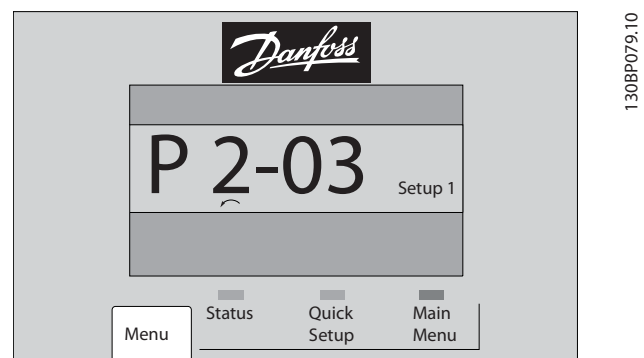 Danfoss
P 2-03
Setup 1
Menu
Status
Quick
Setup
Main
Menu
130BP079.10